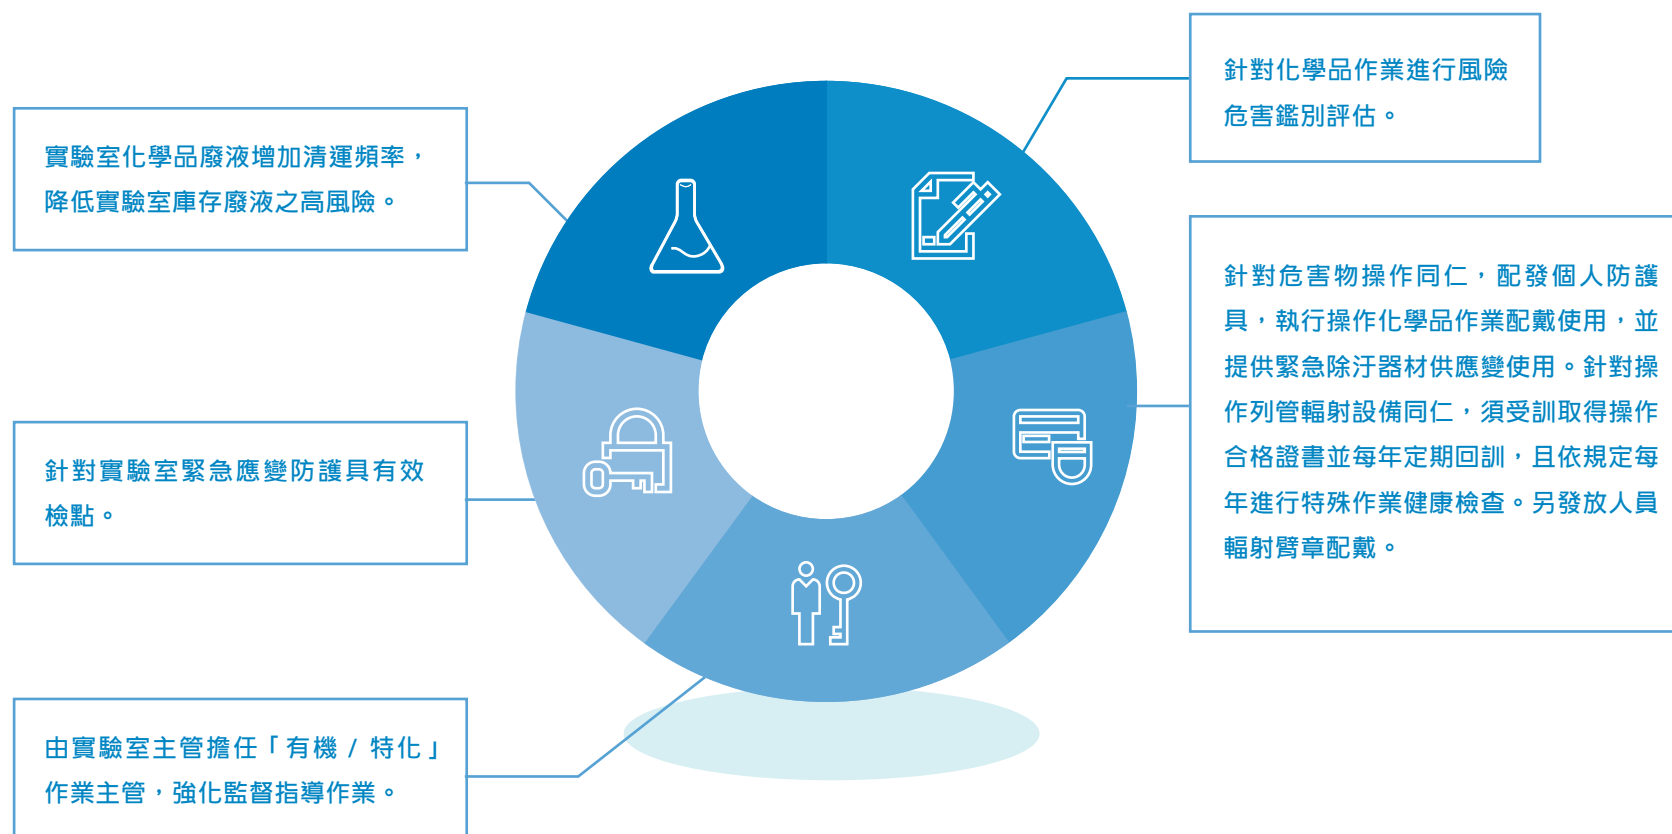 針對化學品作業進行風險
危害鑑別評估。
實驗室化學品廢液增加清運頻率，
降低實驗室庫存廢液之高風險。
針對危害物操作同仁，配發個人防護
具，執行操作化學品作業配戴使用，並
提供緊急除汙器材供應變使用。針對操
作列管輻射設備同仁，須受訓取得操作
合格證書並每年定期回訓，且依規定每
年進行特殊作業健康檢查。另發放人員
輻射臂章配戴。
針對實驗室緊急應變防護具有效
檢點。
由實驗室主管擔任「有機 / 特化」
作業主管，強化監督指導作業。